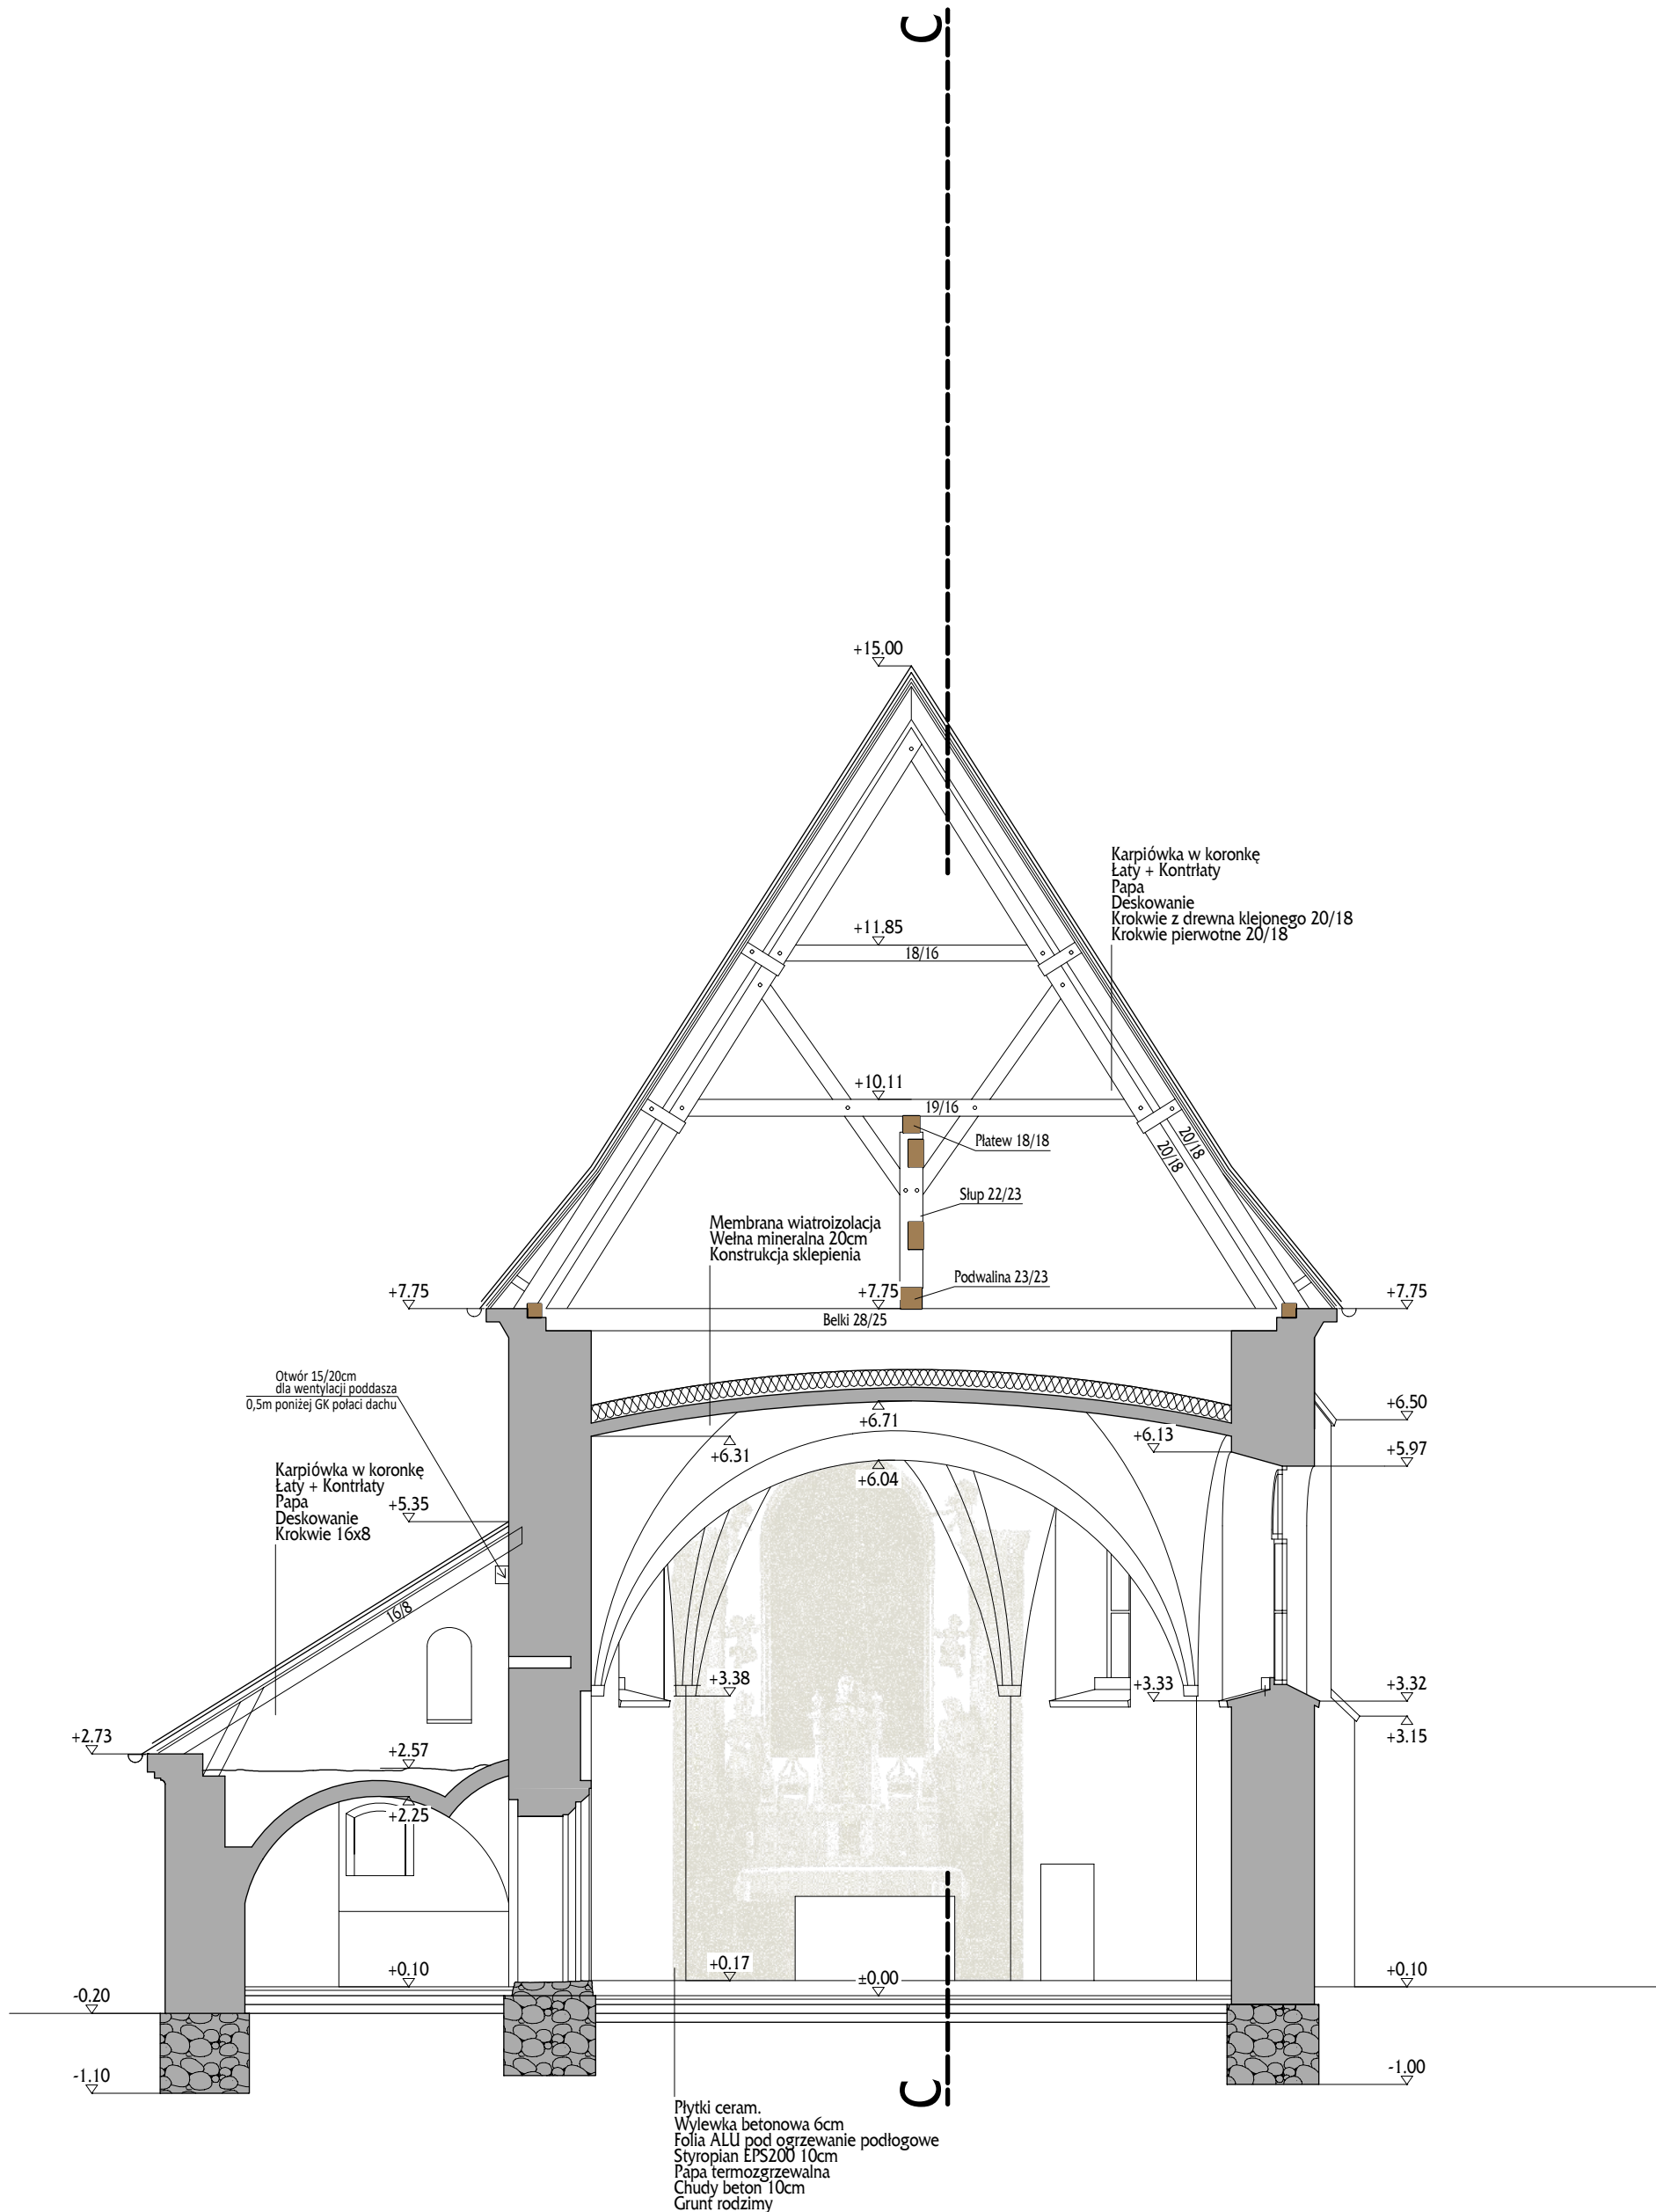 C
+15.00
Karpiówka w koronkę
Łaty + Kontrłaty
Papa
Deskowanie
Krokwie z drewna klejonego 20/18
Krokwie pierwotne 20/18
+11.85
18/16
+10.11
19/16
Płatew 18/18
20/18
20/18
Słup 22/23
Membrana wiatroizolacja
Wełna mineralna 20cm
Konstrukcja sklepienia
Podwalina 23/23
+7.75
+7.75
+7.75
Belki 28/25
Otwór 15/20cm
dla wentylacji poddasza
0,5m poniżej GK połaci dachu
+6.50
+6.71
+6.13
+6.31
+5.97
+6.04
Karpiówka w koronkę
Łaty + Kontrłaty
Papa
Deskowanie
Krokwie 16x8
+5.35
16/8
+3.38
+3.33
+3.32
+3.15
+2.73
+2.57
+2.25
+0.10
+0.17
±0.00
+0.10
-0.20
-1.10
-1.00
C
Płytki ceram.
Wylewka betonowa 6cm
Folia ALU pod ogrzewanie podłogowe
Styropian EPS200 10cm
Papa termozgrzewalna
Chudy beton 10cm
Grunt rodzimy